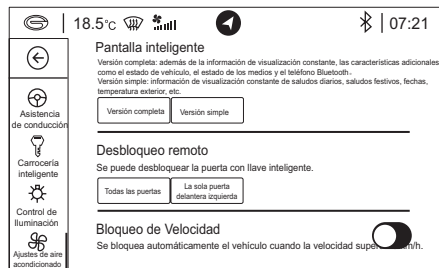 18.5°C
07:21
Pantalla inteligente
Versión completa: además de la información de visualización constante, las características adicionales
como el estado de vehículo, el estado de los medios y el teléfono Bluetooth。
Versión simple: información de visualización constante de saludos diarios, saludos festivos, fechas,
temperatura exterior, etc.
Versión completa
Versión simple
Desbloqueo remoto
Se puede desbloquear la puerta con llave inteligente.
Todas las puertas
La sola puerta
delantera izquierda
Bloqueo de Velocidad
Se bloquea automáticamente el vehículo cuando la velocidad
Asistencia
de conducción
Carrocería
inteligente
Control de
Iluminación
Ajustes de aire
acondicionado